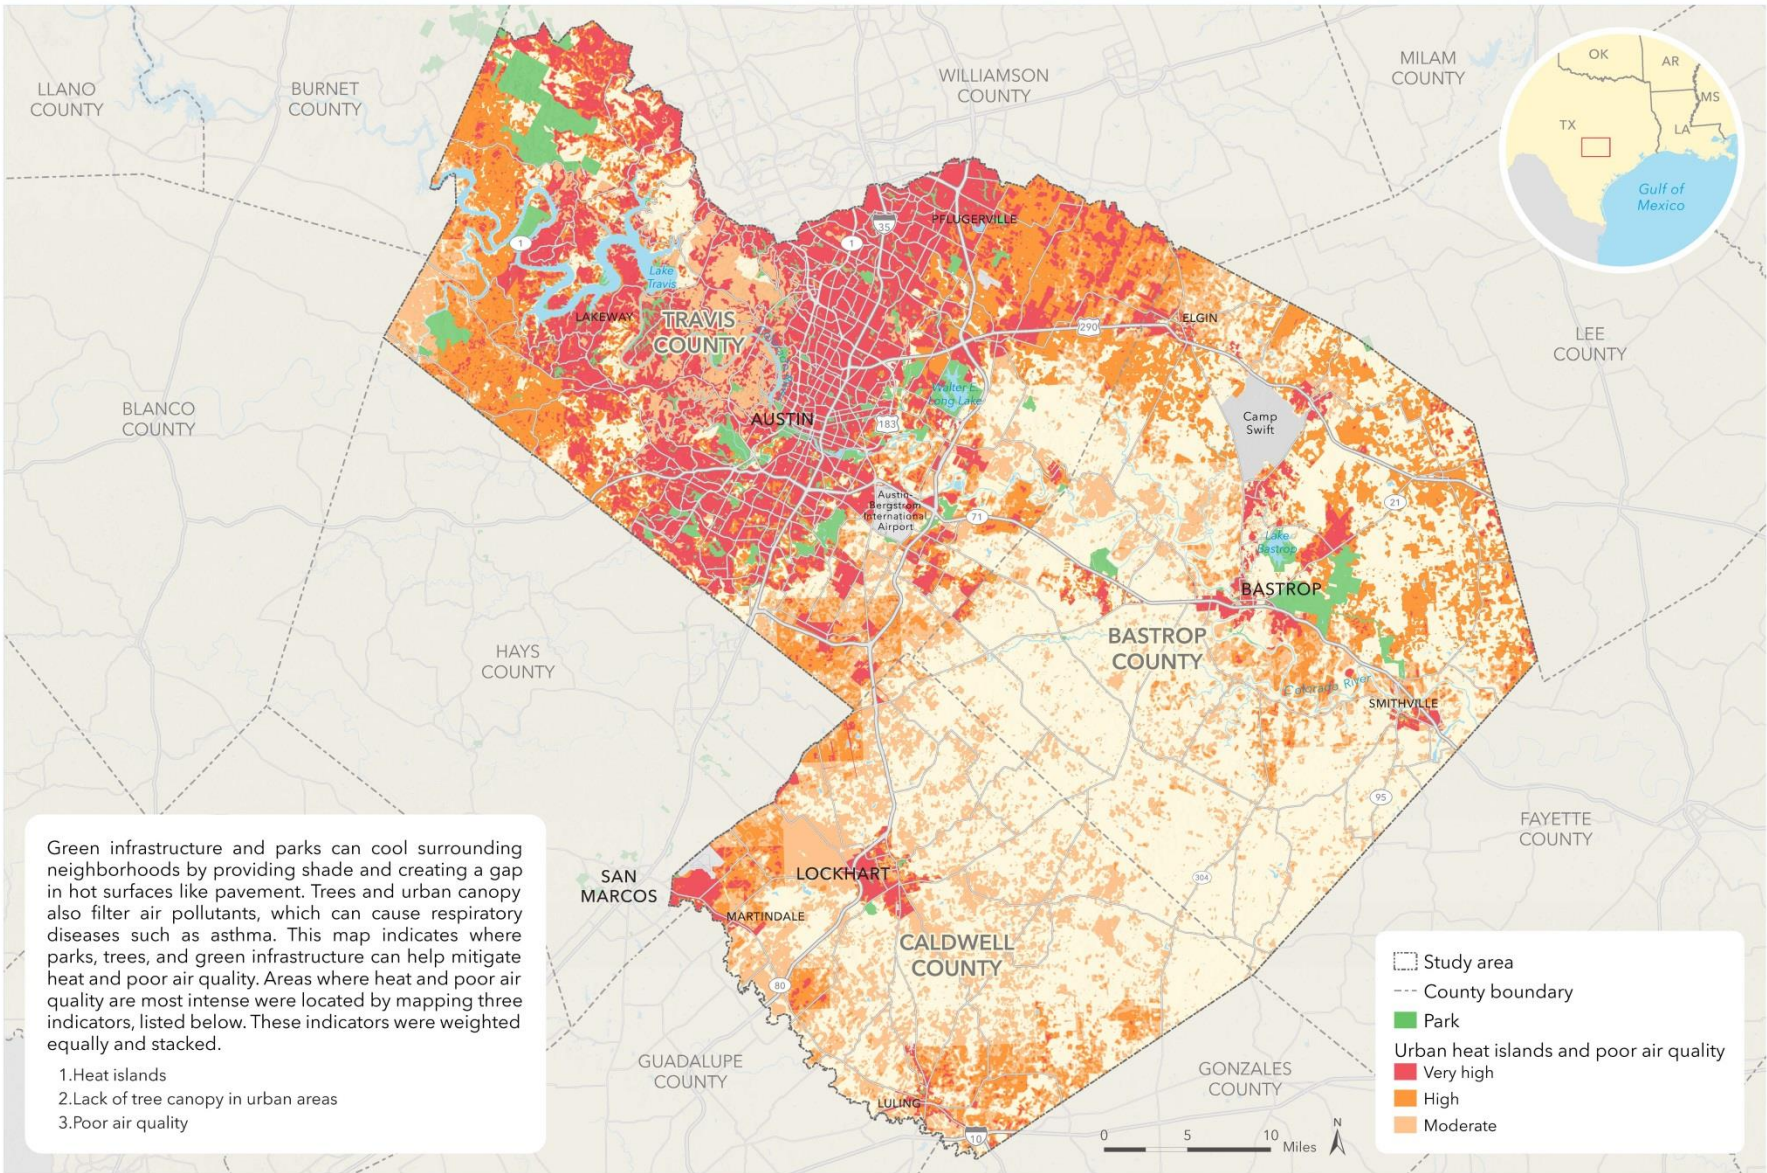 LLANO
COUNTY
BURNET
COUNTY
WILLIAMSON
COUNTY
MILAM
COUNTY
OK
AR
MS
TX
LA
Gulf of
Mexico
PFLUGERVILLE
35
1
1
Lake
Travis
LAKEWAY
TRAVIS
COUNTY
290
ELGIN
LEE
COUNTY
BLANCO
COUNTY
Walter E.
Long Lake
AUSTIN
183
Camp
Swift
Austin-
Bergstrom
International
Airport
71
21
Lake
Bastrop
BASTROP
BASTROP
COUNTY
HAYS
COUNTY
Colorado River
SMITHVILLE
95
FAYETTE
COUNTY
SAN
MARCOS
LOCKHART
304
MARTINDALE
CALDWELL
COUNTY
80
GUADALUPE
COUNTY
GONZALES
COUNTY
LULING
10
Green infrastructure and parks can cool surrounding
neighborhoods by providing shade and creating a gap
in hot surfaces like pavement. Trees and urban canopy
also filter air pollutants, which can cause respiratory
diseases such as asthma. This map indicates where
parks, trees, and green infrastructure can help mitigate
heat and poor air quality. Areas where heat and poor air
quality are most intense were located by mapping three
indicators, listed below. These indicators were weighted
equally and stacked.
1.Heat islands
2.Lack of tree canopy in urban areas
3.Poor air quality
0 5 10 Miles
N
Study area
County boundary
Park
Urban heat islands and poor air quality
Very high
High
Moderate